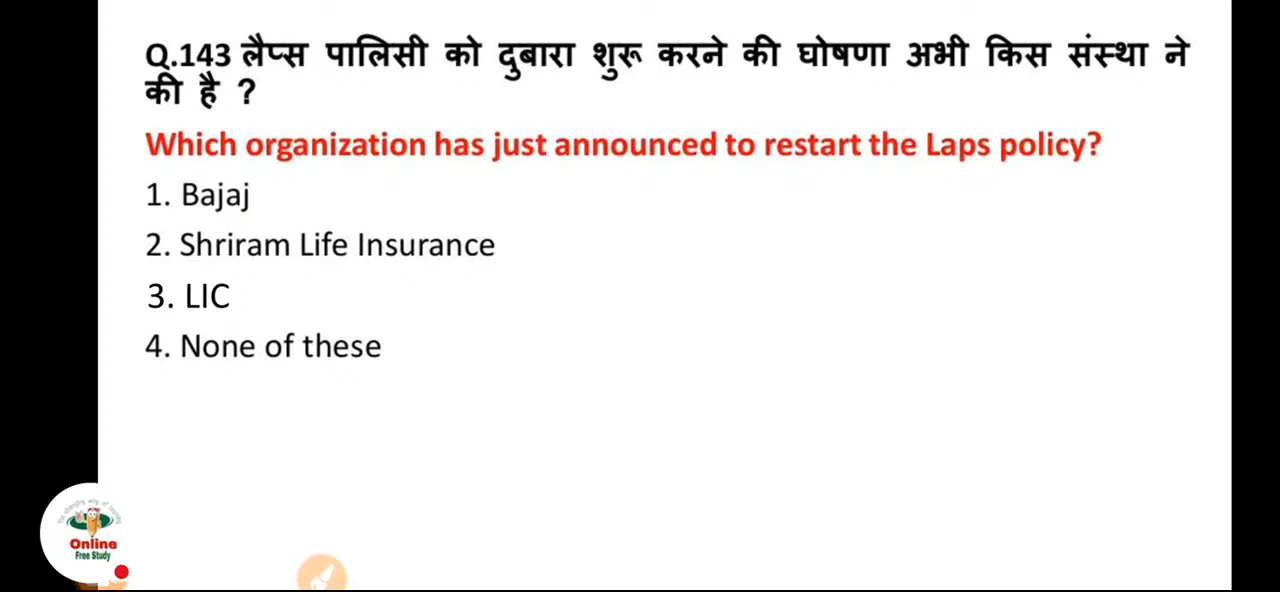 Q.143 लैप्स पालिसी को दुबारा शुरू करने की घोषणा अभी किस संस्था ने
की है ?
Which organization has just announced to restart the Laps policy?
1. Bajaj
2. Shriram Life Insurance
3. LIC
4. None of these
Online
Free Study